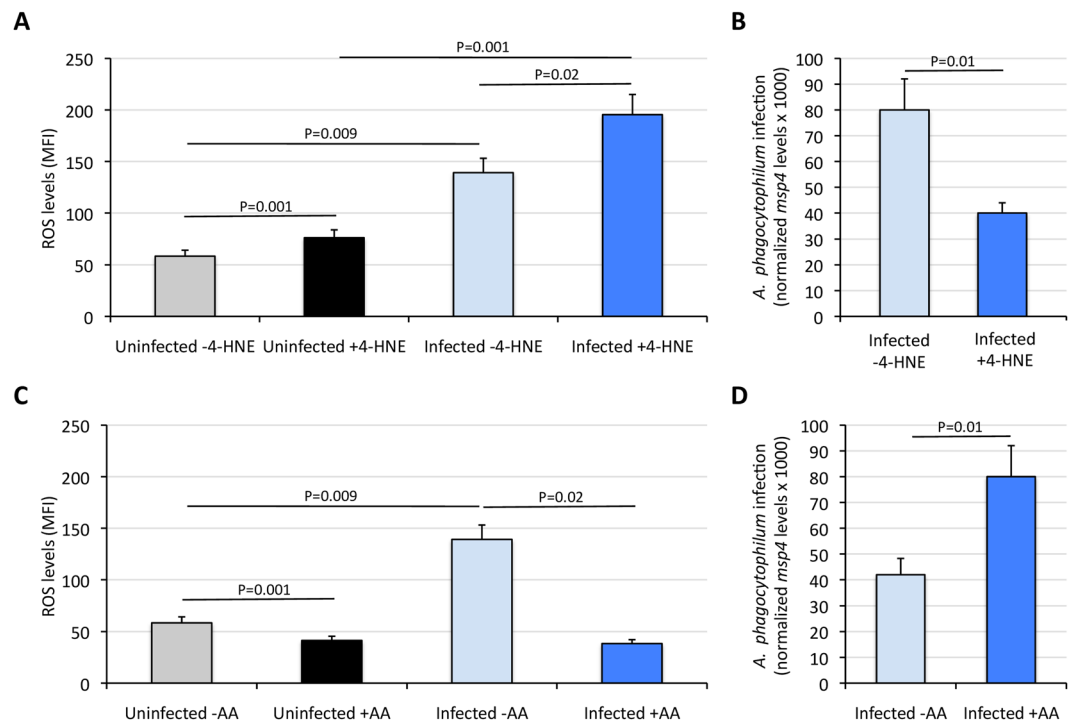 A
ROS levels (MFI)
250
200
150
100
50
0
P=0.001
P=0.02
P=0.009
P=0.001
Uninfected -4-HNE
Uninfected +4-HNE
Infected -4-HNE
Infected +4-HNE
B
A. phagocytophilum infection
(normalized msp4 levels x 1000)
100
90
80
70
60
50
40
30
20
10
0
P=0.01
Infected
-4-HNE
Infected
+4-HNE
C
ROS levels (MFI)
250
200
150
100
50
0
P=0.009
P=0.02
P=0.001
Uninfected -AA
Uninfected +AA
Infected -AA
Infected +AA
D
A. phagocytophilum infection
(normalized msp4 levels x 1000)
100
90
80
70
60
50
40
30
20
10
0
P=0.01
Infected -AA
Infected +AA